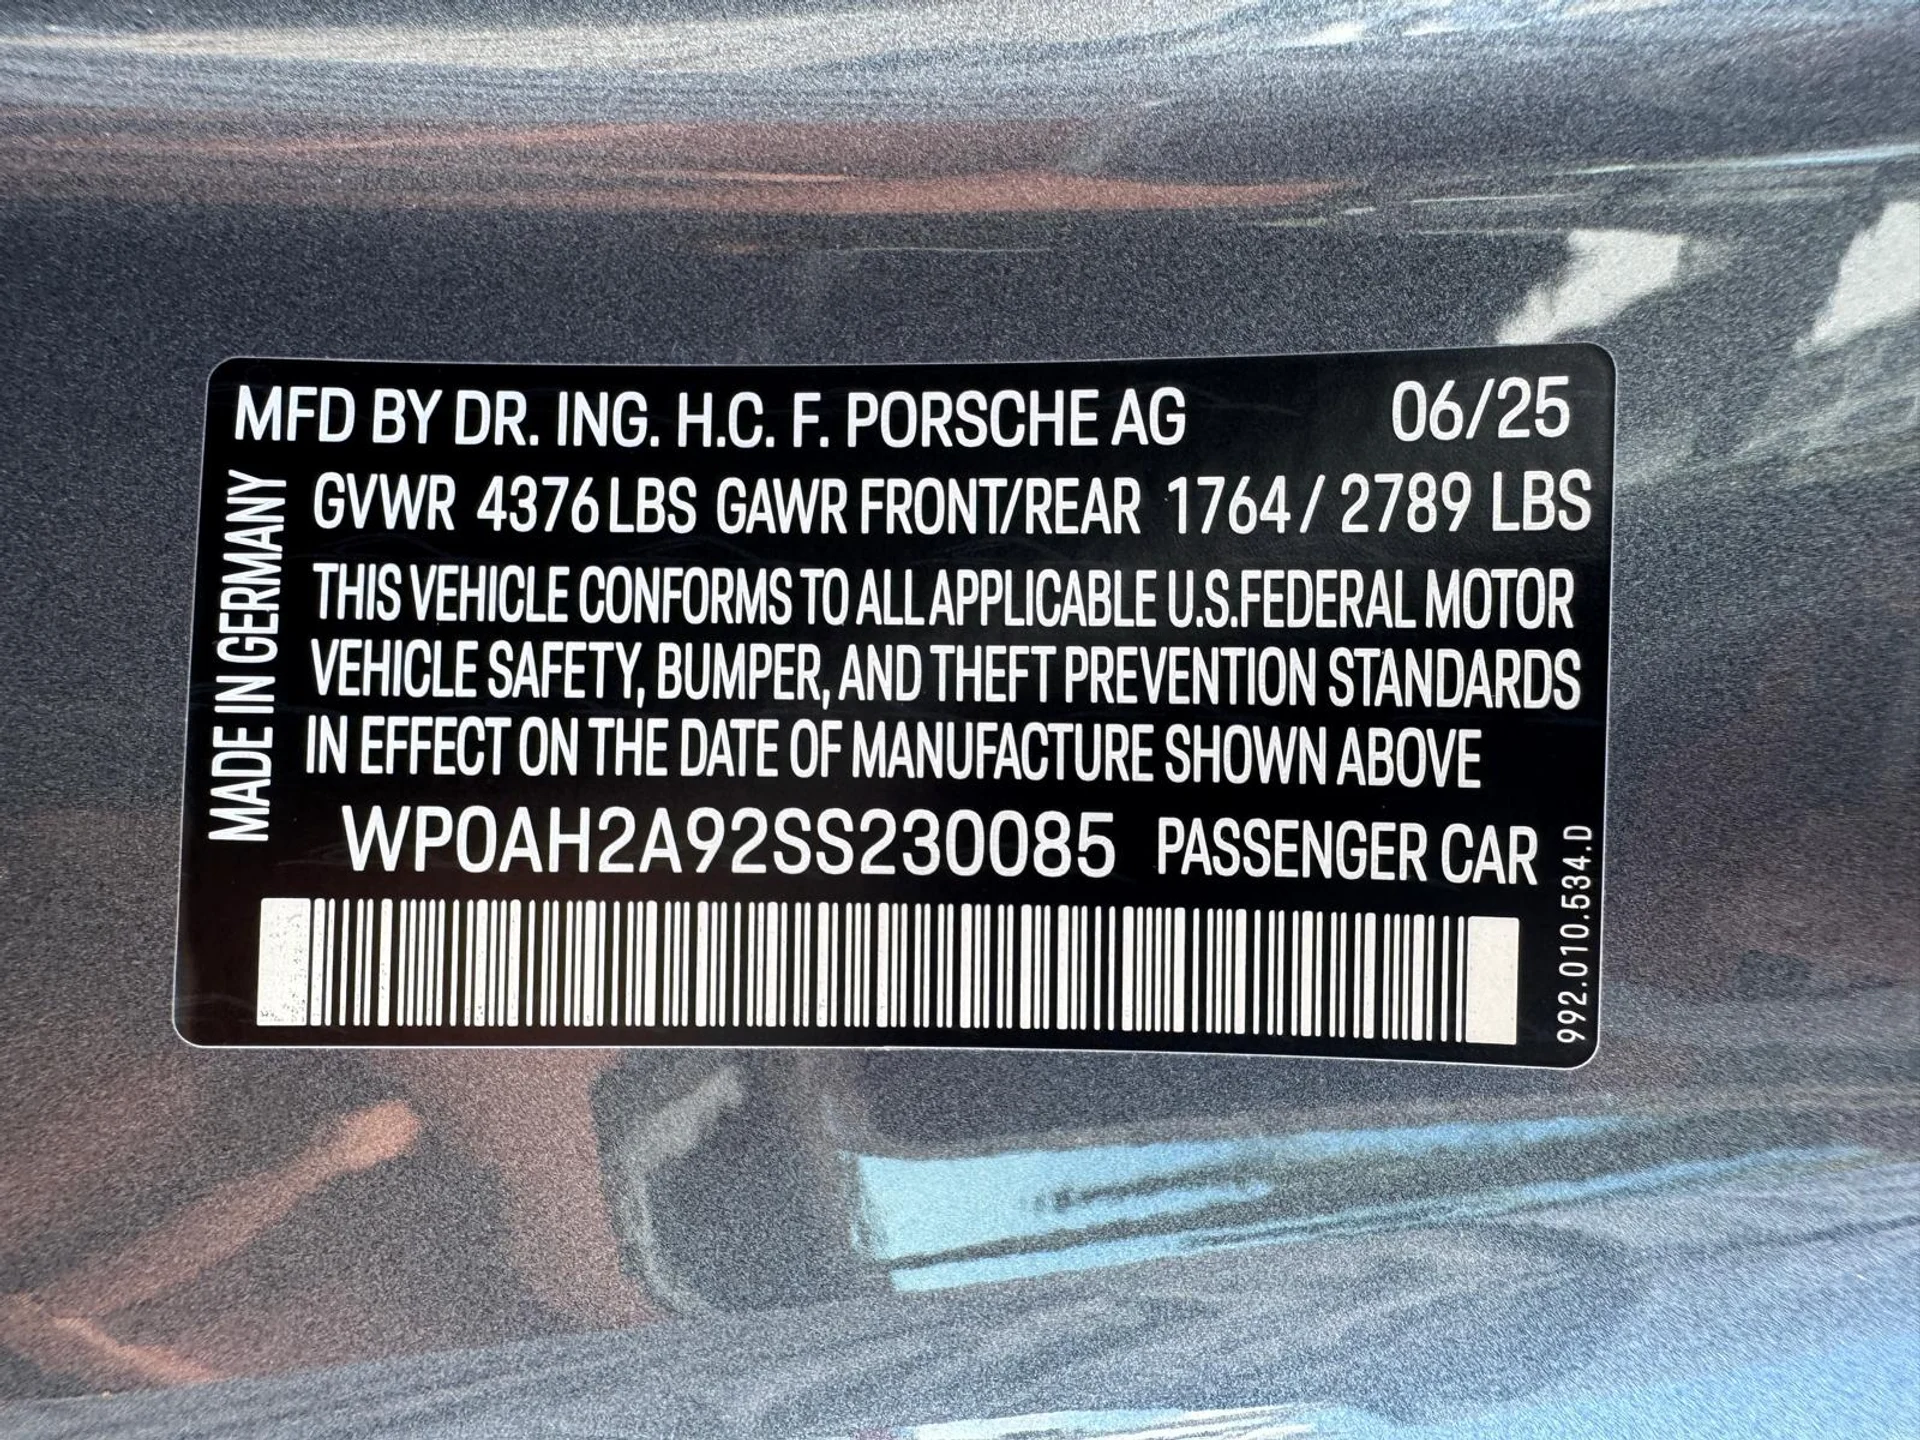 MFD BY DR. ING. H.C. F. PORSCHE AG 06/25
GVWR 4376 LBS GAWR FRONT/REAR 1764 / 2789 LBS
THIS VEHICLE CONFORMS TO ALL APPLICABLE U.S.FEDERAL MOTOR
VEHICLE SAFETY, BUMPER, AND THEFT PREVENTION STANDARDS
IN EFFECT ON THE DATE OF MANUFACTURE SHOWN ABOVE
WP0AH2A92SS230085 PASSENGER CAR
MADE IN GERMANY
992.010.534.D